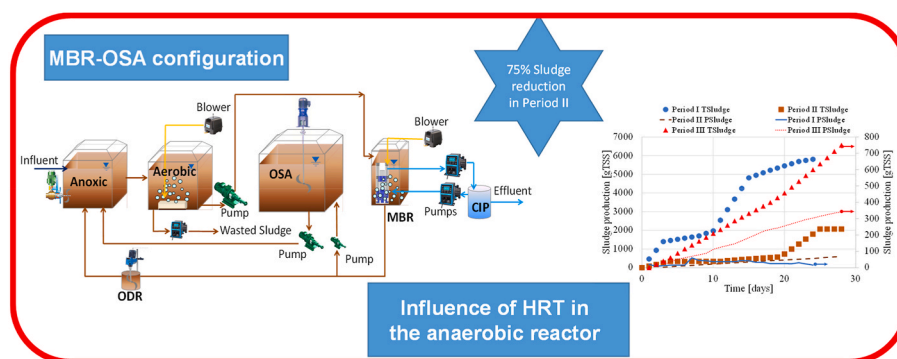 MBR-OSA configuration
75% Sludge
reduction
in Period II
Blower
Influent
Anoxic
Aerobic
OSA
Blower
MBR
Pump
Wasted Sludge
Pump
Pump
Pumps
CIP
Effluent
ODR
Influence of HRT in
the anaerobic reactor
Period I TSludge
Period II TSludge
Period II PSludge
Period I PSludge
Period III TSludge
Period III PSludge
Sludge production [gTSS]
7000
6000
5000
4000
3000
2000
1000
0
800
700
600
500
400
300
200
100
0
Sludge production [gTSS]
0
10
20
30
Time [days]